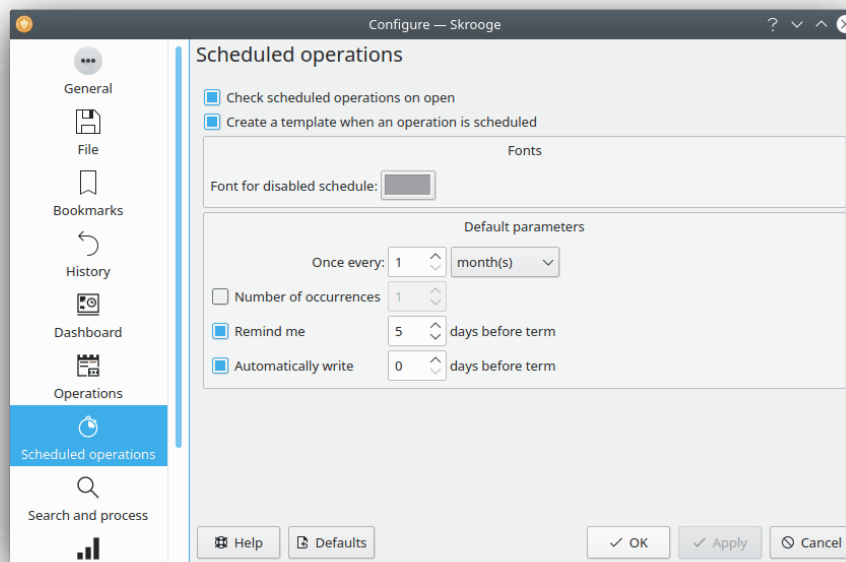 Configure — Skrooge
General
File
Bookmarks
History
Dashboard
Operations
Scheduled operations
Search and process
Scheduled operations
Check scheduled operations on open
Create a template when an operation is scheduled
Fonts
Font for disabled schedule:
Default parameters
Once every: 1 month(s)
Number of occurrences 1
Remind me 5 days before term
Automatically write 0 days before term
Help Defaults OK Apply Cancel